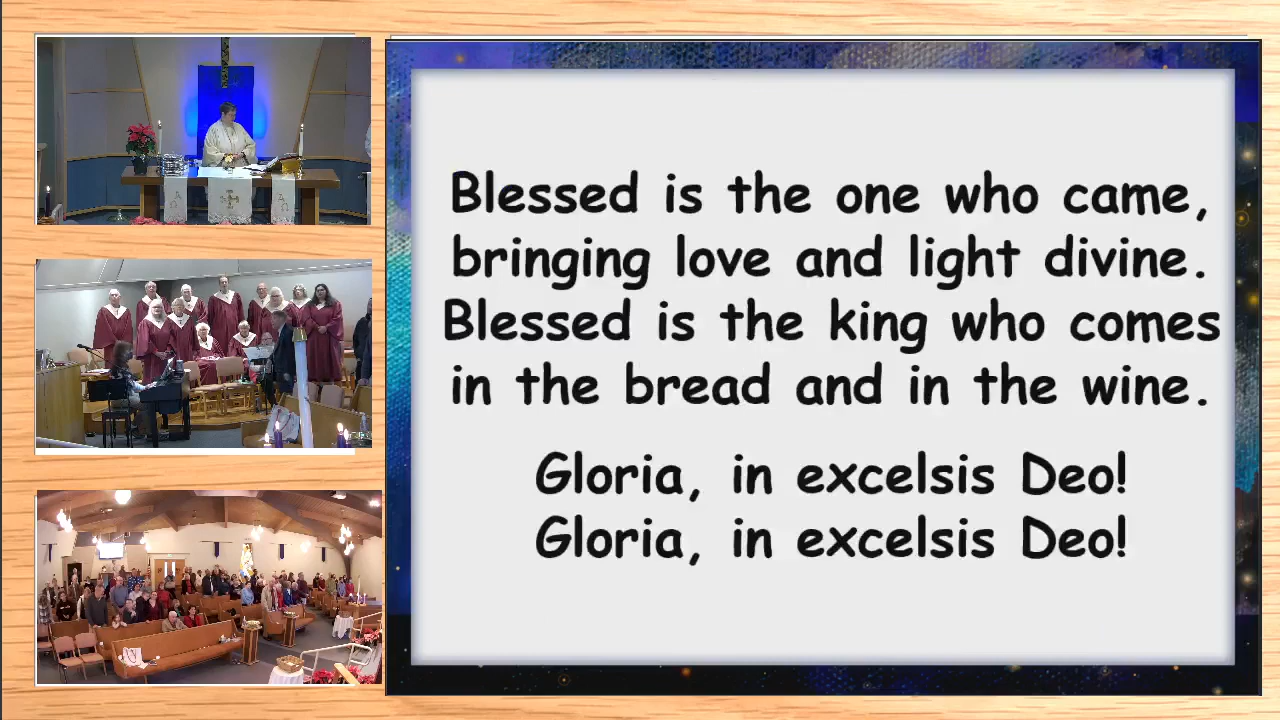 Blessed is the one who came,
bringing love and light divine.
Blessed is the king who comes
in the bread and in the wine.
Gloria, in excelsis Deo!
Gloria, in excelsis Deo!